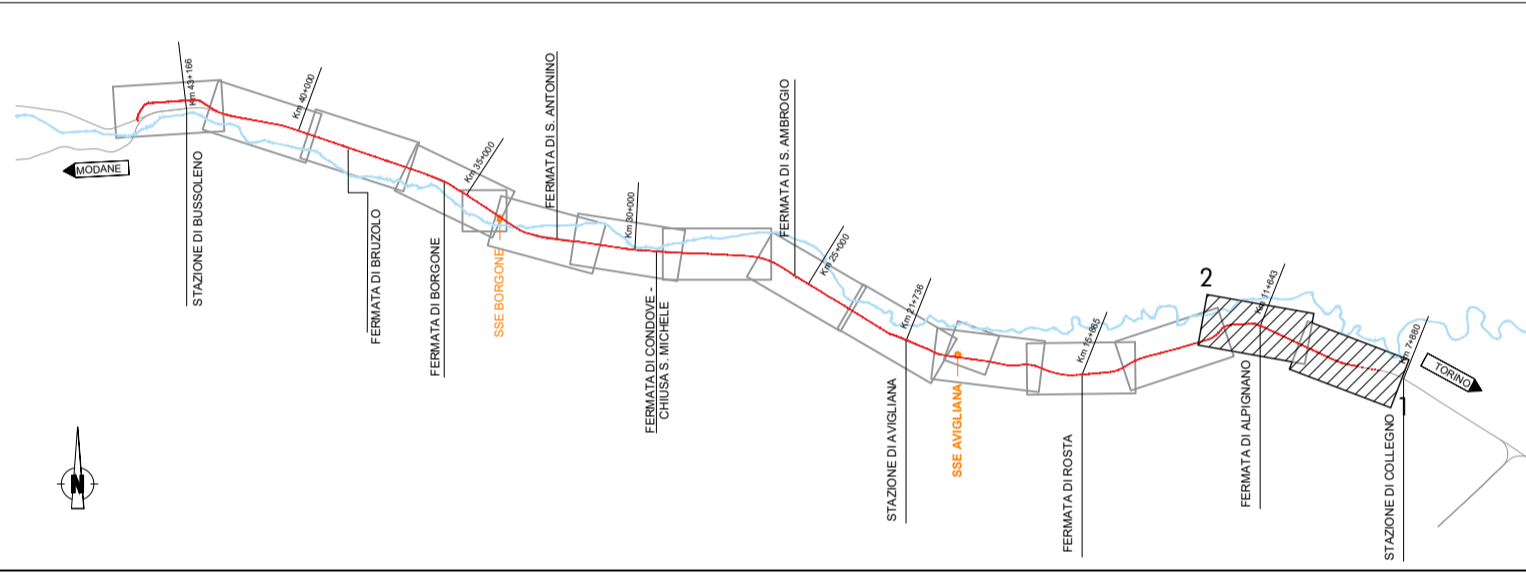 Km 43+166
MODANE
STAZIONE DI BUSSOLENO
Km 40+000
FERMATA DI BRUZOLO
FERMATA DI BORGONE
Km 35+000
SSE BORGONE
FERMATA DI S. ANTONINO
Km 30+000
FERMATA DI CONDOVE -
CHIUSA S. MICHELE
FERMATA DI S. AMBROGIO
Km 25+000
STAZIONE DI AVIGLIANA
Km 21+736
SSE AVIGLIANA
FERMATA DI ROSTA
Km 15+865
2
FERMATA DI ALPIGNANO
Km 11+643
STAZIONE DI COLLEGNO
Km 7+880
1
TORINO
N